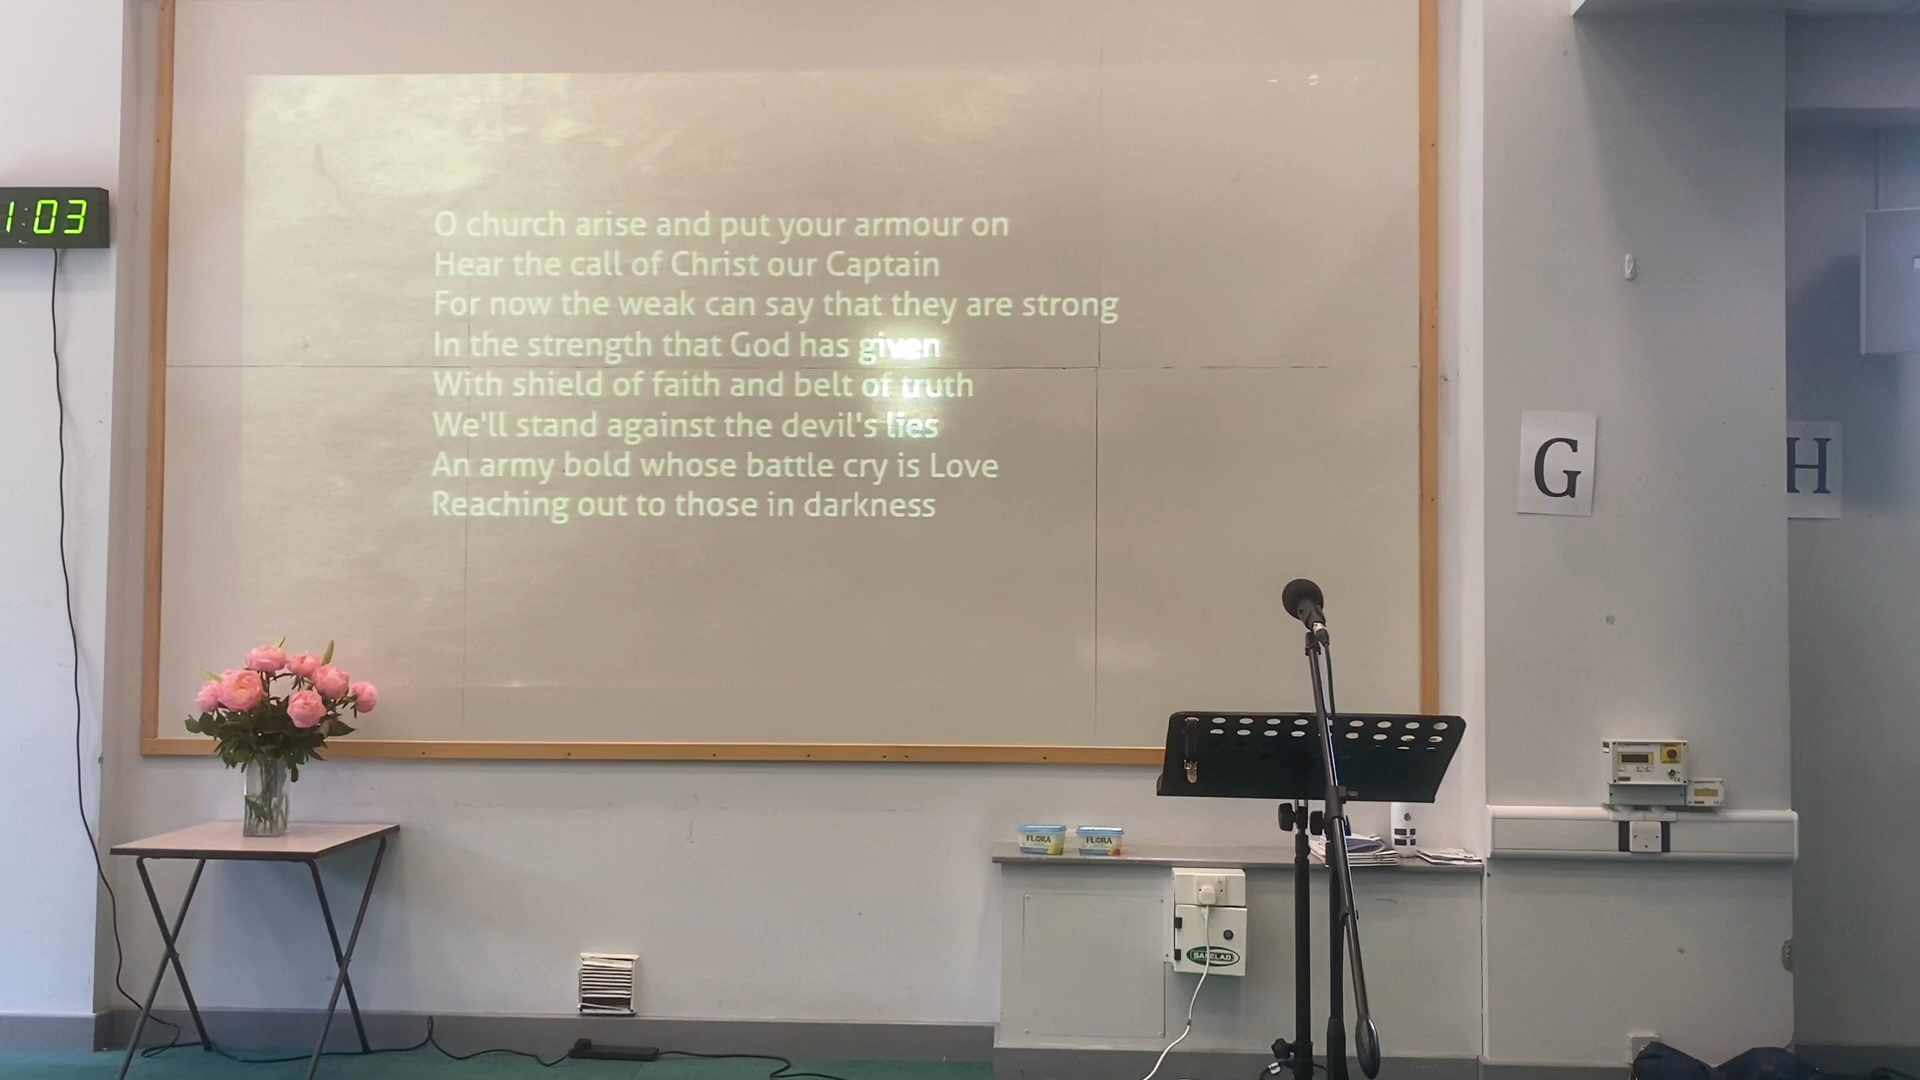 1:03
O church arise and put your armour on
Hear the call of Christ our Captain
For now the weak can say that they are strong
In the strength that God has given
With shield of faith and belt of truth
We'll stand against the devil's lies
An army bold whose battle cry is Love
Reaching out to those in darkness
G
H
FLORA
FLORA
SAFELAB